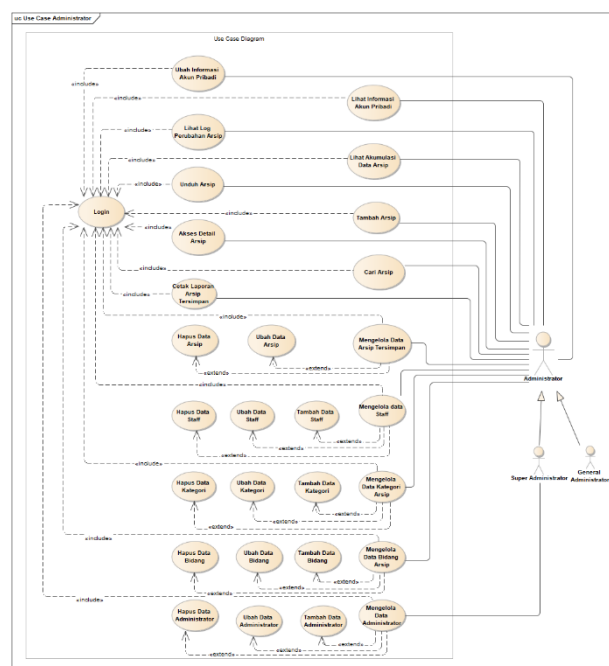 uc Use Case Administrator
Use Case Diagram
Ubah Informasi
Akun Pribadi
«include»
Lihat Informasi
Akun Pribadi
«include»
Lihat Log
Perubahan Arsip
«include»
Lihat Akumulasi
Data Arsip
«include»
Unduh Arsip
«include»
Login
Tambah Arsip
«include»
Akses Detail
Arsip
«include»
Cari Arsip
«include»
Cetak Laporan
Arsip
Tersimpan
«include»
«include»
Hapus Data
Arsip
Ubah Data
Arsip
Mengelola Data
Arsip Tersimpan
«extend»
«extend»
Administrator
«include»
Hapus Data
Staff
Ubah Data
Staff
Tambah Data
Staff
Mengelola data
Staff
«extend»
«extend»
«extend»
Super Administrator
General
Administrator
«include»
Hapus Data
Kategori
Ubah Data
Kategori
Tambah Data
Kategori
Mengelola
Data Kategori
Arsip
«extend»
«extend»
«extend»
«include»
Hapus Data
Bidang
Ubah Data
Bidang
Tambah Data
Bidang
Mengelola
Data Bidang
Arsip
«extend»
«extend»
«extend»
«include»
Hapus Data
Administrator
Ubah Data
Administrator
Tambah Data
Administrator
Mengelola
Data
Administrator
«extend»
«extend»
«extend»